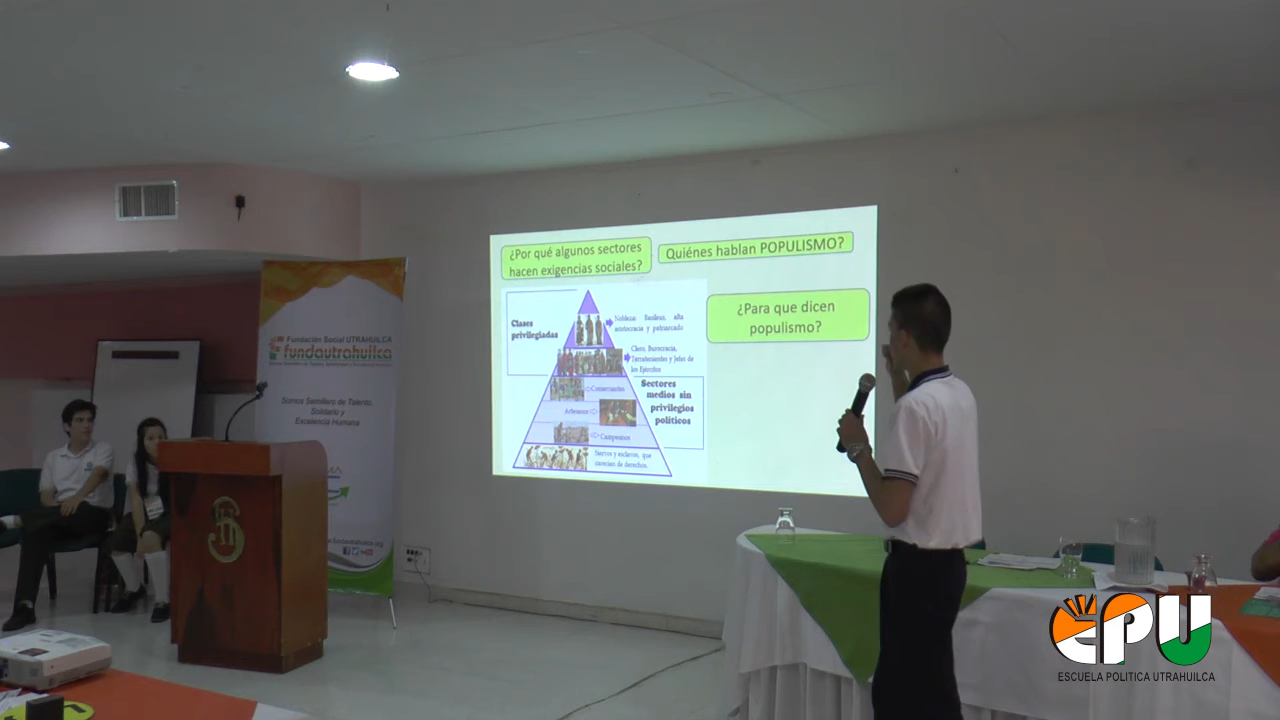 ¿Por qué algunos sectores
hacen exigencias sociales?
Quiénes hablan POPULISMO?
¿Para que dicen
populismo?
Clases
privilegiadas
Nobleza: Basileus, alta
aristocracia y patriarcado
Clero, Burocracia,
Terratenientes y Jefes de
los Ejércitos
Sectores
medios sin
privilegios
políticos
Comerciantes
Artesanos
Campesinos
Siervos y esclavos, que
carecían de derechos.
Fundación Social UTRAHUILCA
fundautrahuilca
Somos Semillero de Talento,
Solidario y
Excelencia Humana
.fundautrahuilca.org
EPU
ESCUELA POLITICA UTRAHUILCA